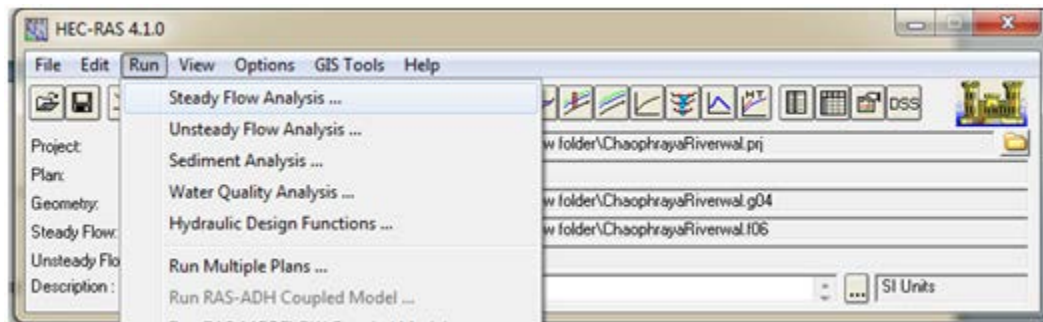 HEC-RAS 4.1.0
File Edit Run View Options GIS Tools Help
Steady Flow Analysis ...
HT
DSS
Unsteady Flow Analysis ...
Project: w folder\ChaophrayaRiverwal.prj
Sediment Analysis ...
Plan:
Water Quality Analysis ...
Geometry: w folder\ChaophrayaRiverwal.g04
Hydraulic Design Functions ...
Steady Flow: w folder\ChaophrayaRiverwal.f06
Unsteady Flo
Run Multiple Plans ...
Description : ... SI Units
Run RAS-ADH Coupled Model ...